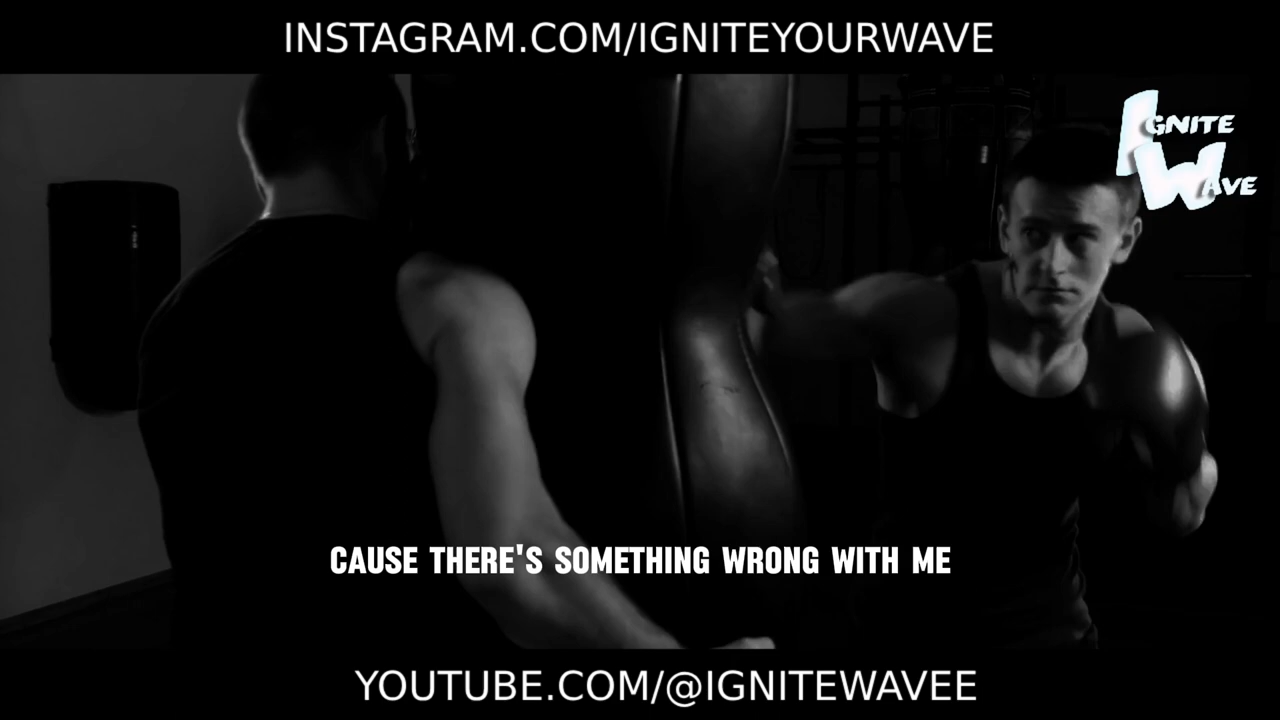 INSTAGRAM.COM/IGNITEYOURWAVE
IGNITE
WAVE
CAUSE THERE'S SOMETHING WRONG WITH ME
YOUTUBE.COM/@IGNITEWAVEE